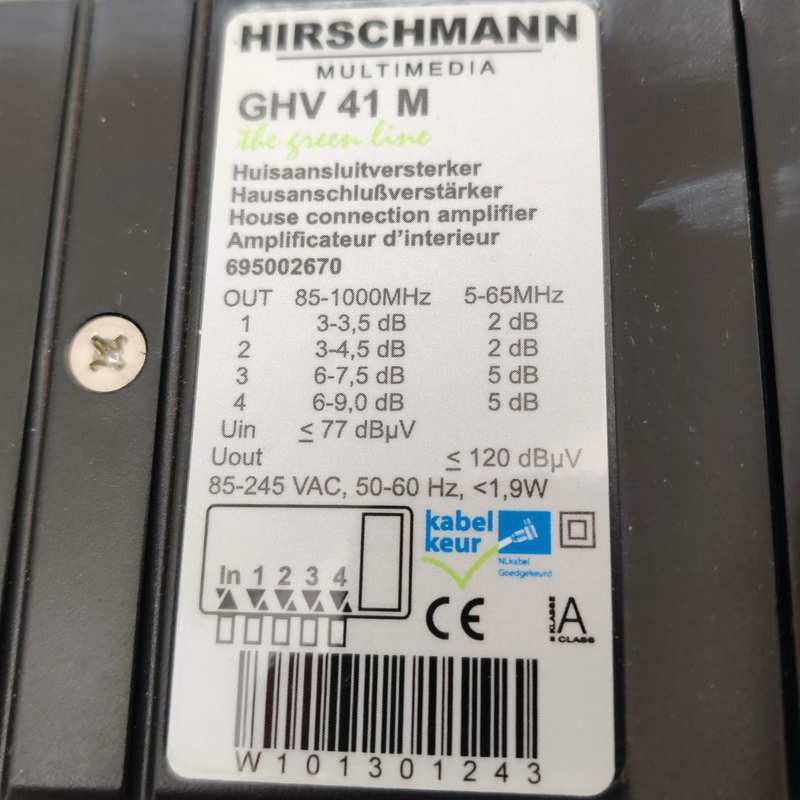 HIRSCHMANN
MULTIMEDIA
GHV 41 M
the green line
Huisaansluitversterker
Hausanschlußverstärker
House connection amplifier
Amplificateur d'interieur
695002670
OUT 85-1000MHz 5-65MHz
1 3-3,5 dB 2 dB
2 3-4,5 dB 2 dB
3 6-7,5 dB 5 dB
4 6-9,0 dB 5 dB
Uin ≤ 77 dBµV
Uout ≤ 120 dBµV
85-245 VAC, 50-60 Hz, <1,9W
kabel
keur
NLkabel
Goedgekeurd
In 1 2 3 4
CE
KLASSE
A
CLASS
W101301243